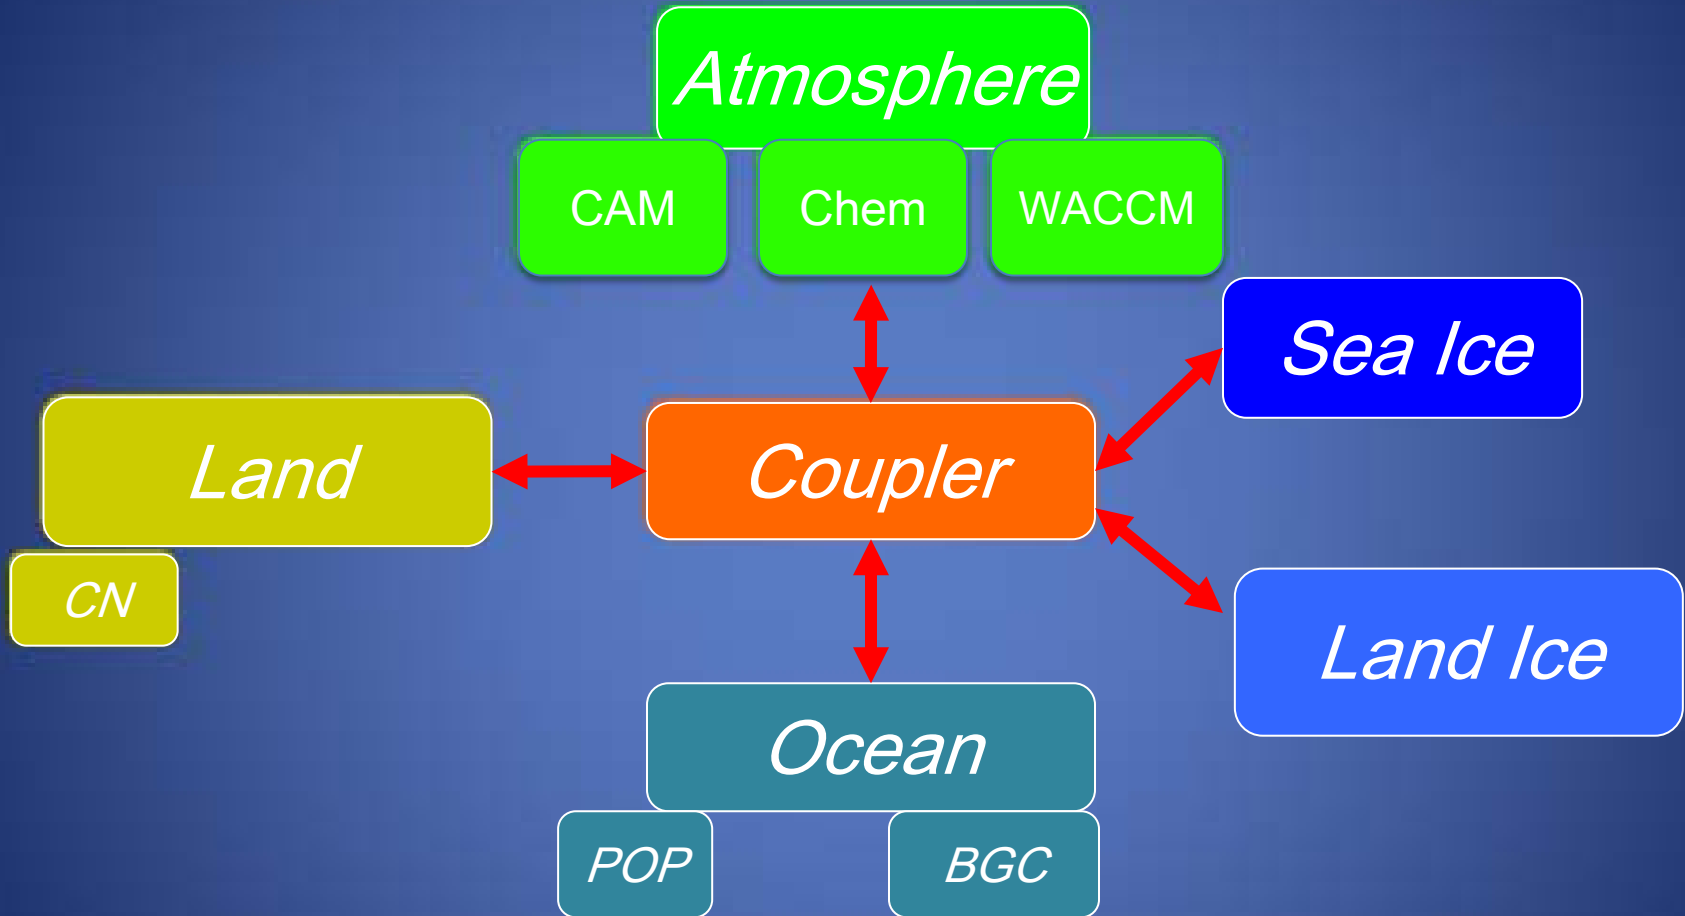 Atmosphere
CAM
Chem
WACCM
Sea Ice
Land
Coupler
CN
Land Ice
Ocean
POP
BGC